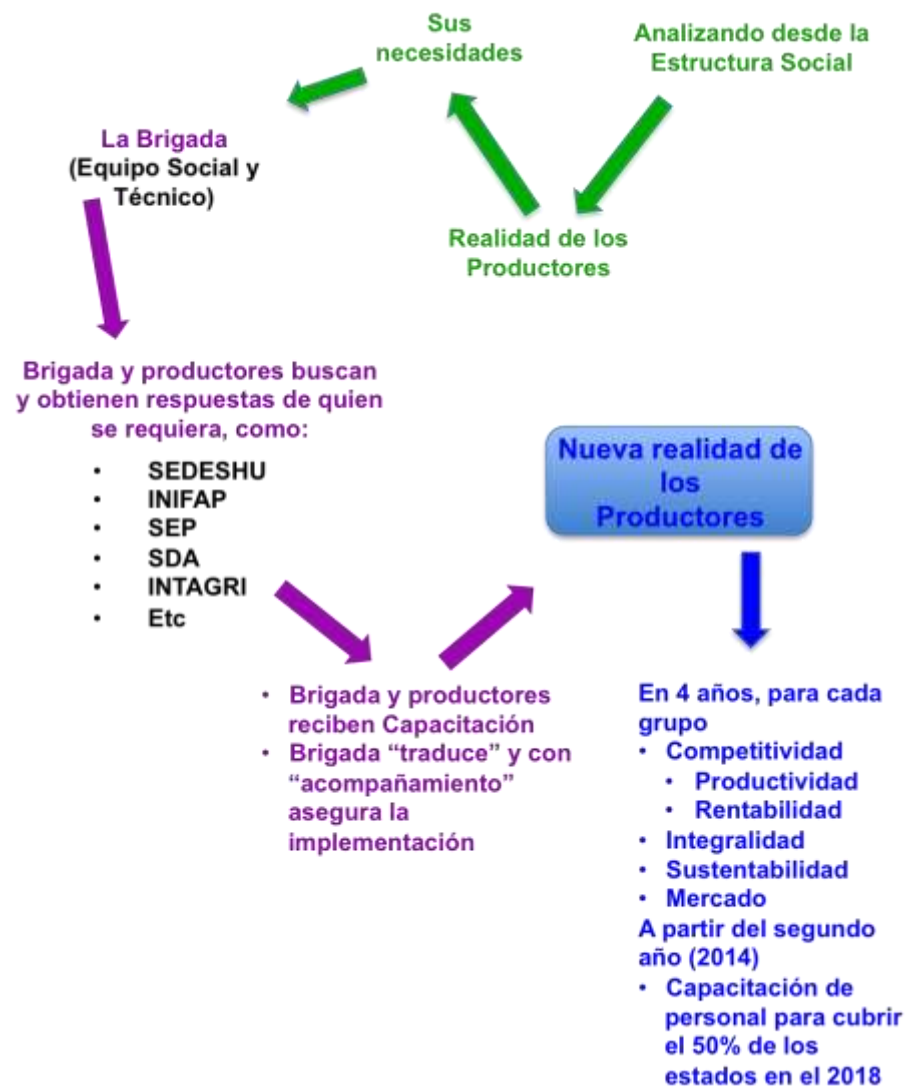 Analizando desde la
Estructura Social
Realidad de los
Productores
Sus
necesidades
La Brigada
(Equipo Social y
Técnico)
Brigada y productores buscan
y obtienen respuestas de quien
se requiera, como:
• SEDESHU
• INIFAP
• SEP
• SDA
• INTAGRI
• Etc
• Brigada y productores
reciben Capacitación
• Brigada “traduce” y con
“acompañamiento”
asegura la
implementación
Nueva realidad de
los
Productores
En 4 años, para cada
grupo
• Competitividad
• Productividad
• Rentabilidad
• Integralidad
• Sustentabilidad
• Mercado
A partir del segundo
año (2014)
• Capacitación de
personal para cubrir
el 50% de los
estados en el 2018